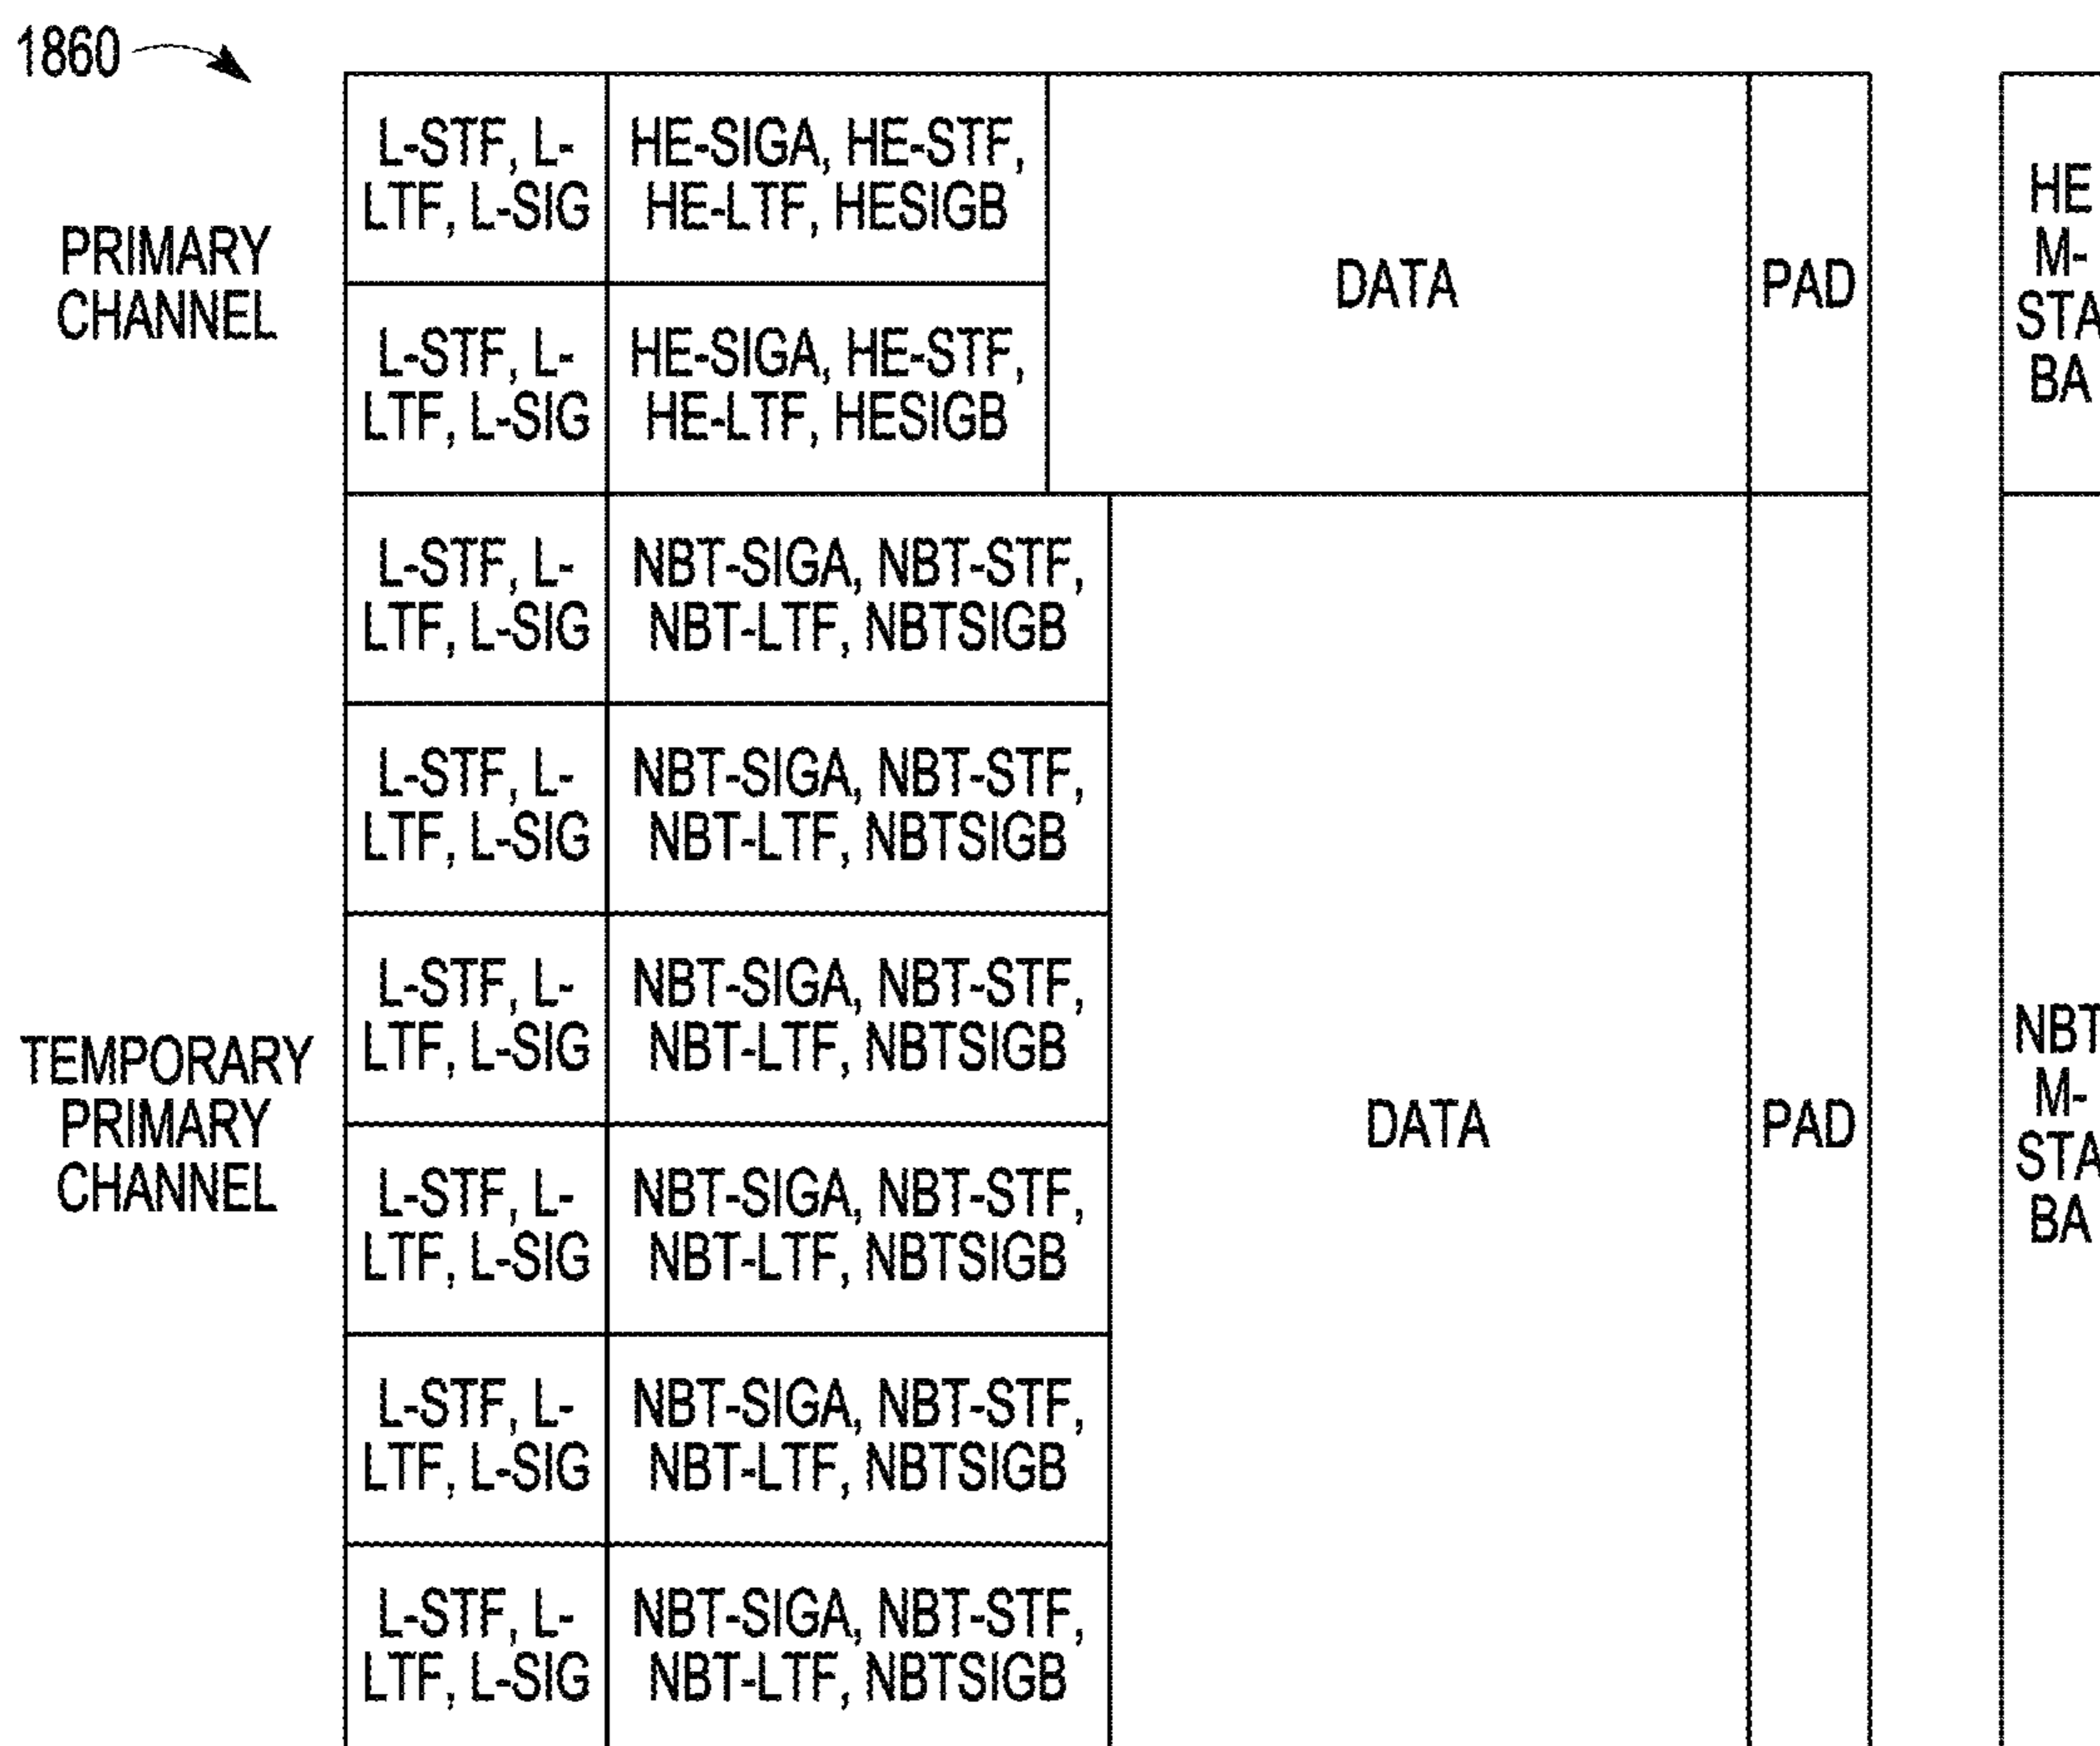 1860
PRIMARY
CHANNEL
L-STF, L-
LTF, L-SIG
HE-SIGA, HE-STF,
HE-LTF, HESIGB
L-STF, L-
LTF, L-SIG
HE-SIGA, HE-STF,
HE-LTF, HESIGB
DATA
PAD
HE
M-
STA
BA
TEMPORARY
PRIMARY
CHANNEL
L-STF, L-
LTF, L-SIG
NBT-SIGA, NBT-STF,
NBT-LTF, NBTSIGB
L-STF, L-
LTF, L-SIG
NBT-SIGA, NBT-STF,
NBT-LTF, NBTSIGB
L-STF, L-
LTF, L-SIG
NBT-SIGA, NBT-STF,
NBT-LTF, NBTSIGB
L-STF, L-
LTF, L-SIG
NBT-SIGA, NBT-STF,
NBT-LTF, NBTSIGB
L-STF, L-
LTF, L-SIG
NBT-SIGA, NBT-STF,
NBT-LTF, NBTSIGB
L-STF, L-
LTF, L-SIG
NBT-SIGA, NBT-STF,
NBT-LTF, NBTSIGB
DATA
PAD
NBT
M-
STA
BA